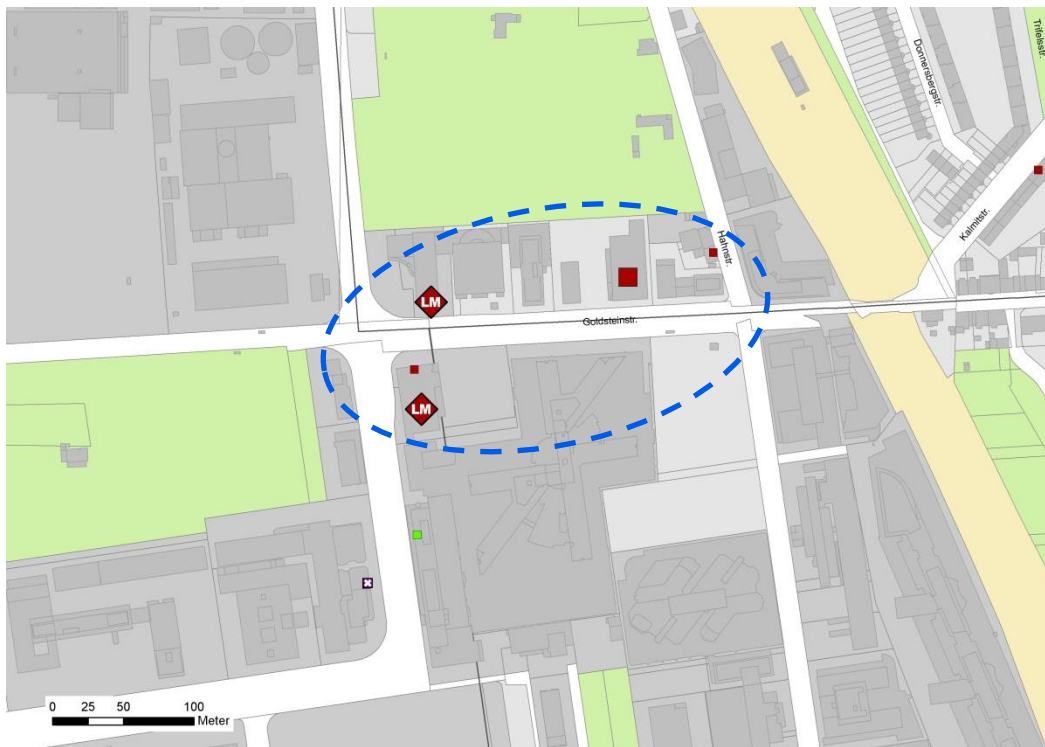 Trifelsstr.
Donnersbergstr.
Kalmitstr.
Hahnstr.
LM
Goldsteinstr.
LM
0 25 50 100
Meter